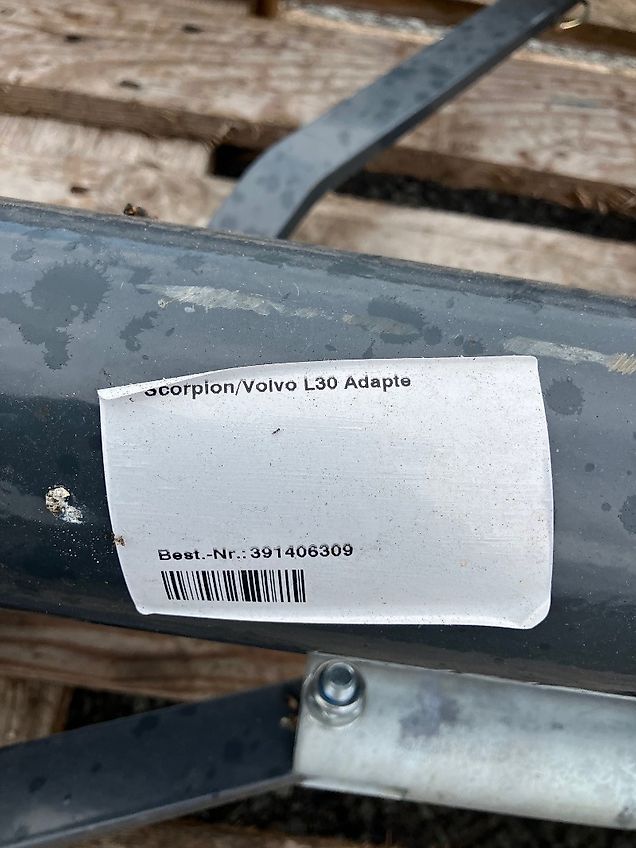 Scorpion/Volvo L30 Adapte
Best.-Nr.: 391406309